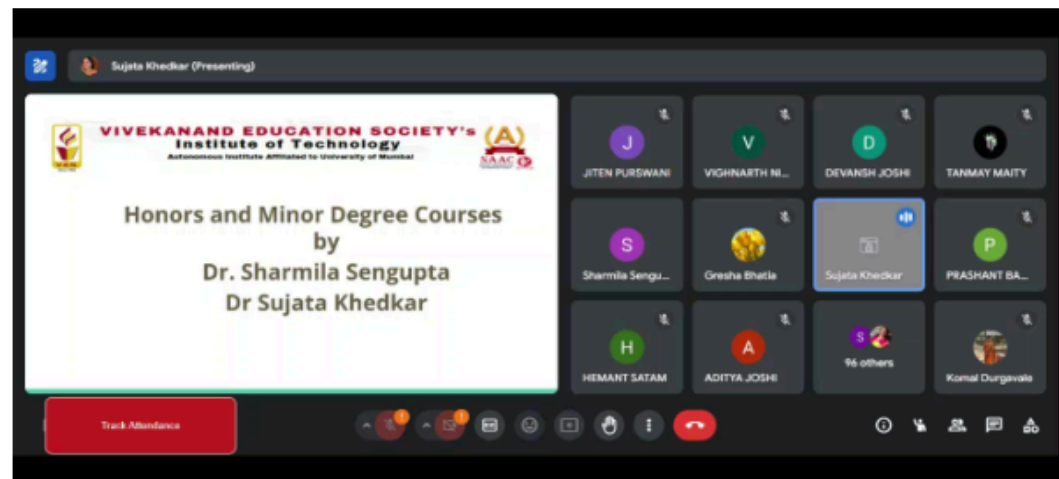 Sujata Khedkar (Presenting)
VIVEKANAND EDUCATION SOCIETY's
Institute of Technology
Autonomous Institute Affiliated to University of Mumbai
NAAC
Honors and Minor Degree Courses
by
Dr. Sharmila Sengupta
Dr Sujata Khedkar
J
JITEN PURSWANI
V
VIGHNARTH NI...
D
DEVANSH JOSHI
TANMAY MAITY
S
Sharmila Sengu...
Gresha Bhatia
Sujata Khedkar
P
PRASHANT BA...
H
HEMANT SATAM
A
ADITYA JOSHI
S
96 others
Komal Durgavale
Track Attendance